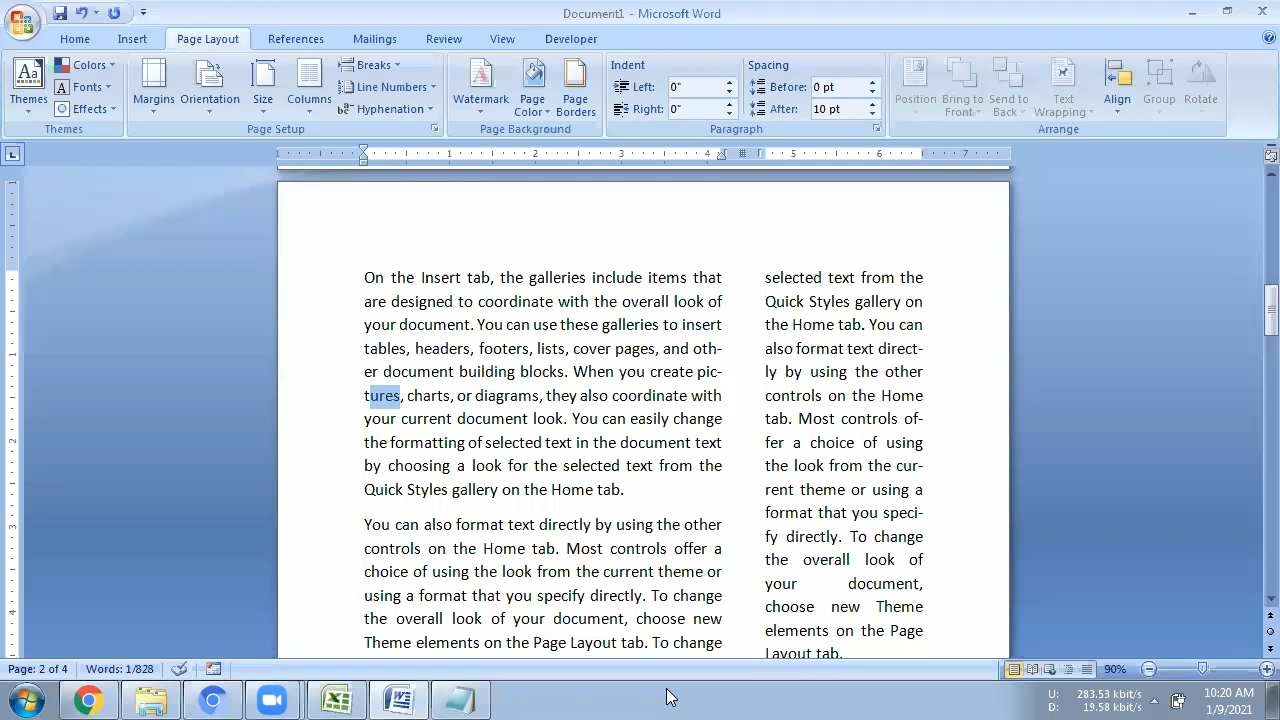 Document1 - Microsoft Word
Home Insert Page Layout References Mailings Review View Developer
Themes
Colors
Fonts
Effects
Themes
Margins
Orientation
Size
Columns
Breaks
Line Numbers
Hyphenation
Page Setup
Watermark
Page Color
Page Borders
Page Background
Indent
Left: 0"
Right: 0"
Spacing
Before: 0 pt
After: 10 pt
Paragraph
Position
Bring to Front
Send to Back
Text Wrapping
Align
Group
Rotate
Arrange
1 1 2 3 4 5 6 7
1
1
2
3
4
On the Insert tab, the galleries include items that
are designed to coordinate with the overall look of
your document. You can use these galleries to insert
tables, headers, footers, lists, cover pages, and oth-
er document building blocks. When you create pic-
tures, charts, or diagrams, they also coordinate with
your current document look. You can easily change
the formatting of selected text in the document text
by choosing a look for the selected text from the
Quick Styles gallery on the Home tab.
You can also format text directly by using the other
controls on the Home tab. Most controls offer a
choice of using the look from the current theme or
using a format that you specify directly. To change
the overall look of your document, choose new
Theme elements on the Page Layout tab. To change
selected text from the
Quick Styles gallery on
the Home tab. You can
also format text direct-
ly by using the other
controls on the Home
tab. Most controls of-
fer a choice of using
the look from the cur-
rent theme or using a
format that you speci-
fy directly. To change
the overall look of
your document,
choose new Theme
elements on the Page
Layout tab.
Page: 2 of 4 Words: 1/828 90%
U: 283.53 kbit/s
D: 19.58 kbit/s
10:20 AM
1/9/2021